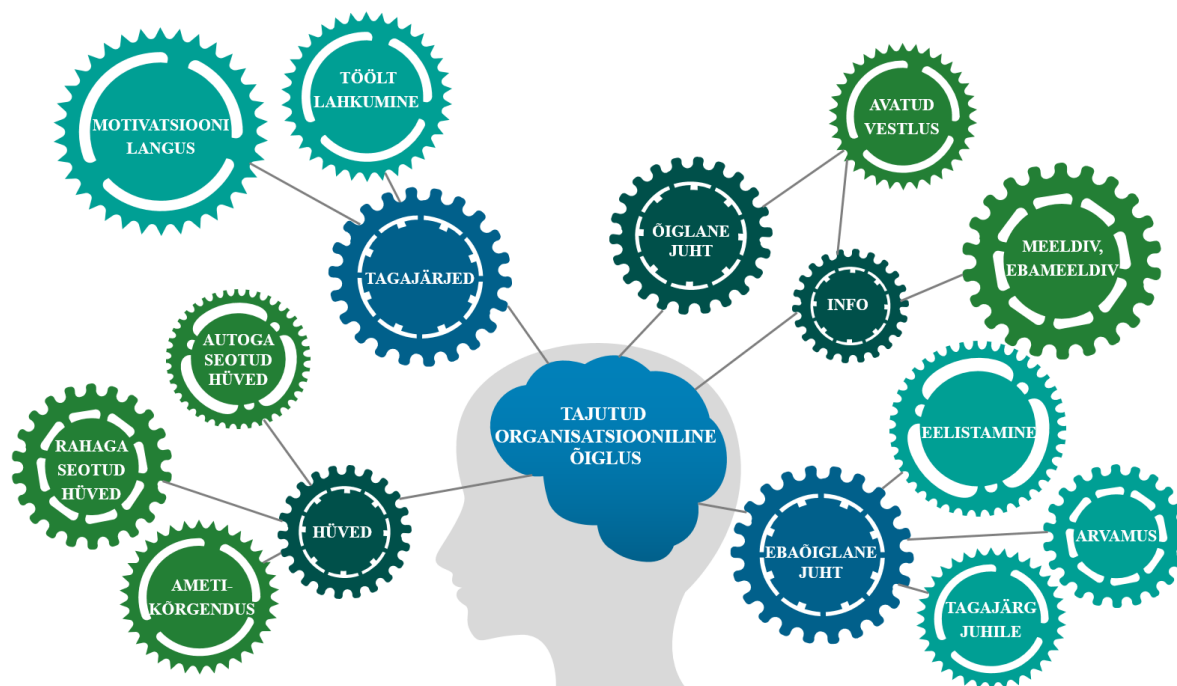 MOTIVATSIOONI
LANGUS
TÖÖLT
LAHKUMINE
TAGAJÄRJED
AVATUD
VESTLUS
ÕIGLANE
JUHT
INFO
MEELDIV,
EBAMEELDIV
AUTOGA
SEOTUD
HÜVED
RAHAGA
SEOTUD
HÜVED
AMETI-
KÕRGENDUS
HÜVED
TAJUTUD
ORGANISATSIOONILINE
ÕIGLUS
EELISTAMINE
EBAÕIGLANE
JUHT
ARVAMUS
TAGAJÄRG
JUHILE